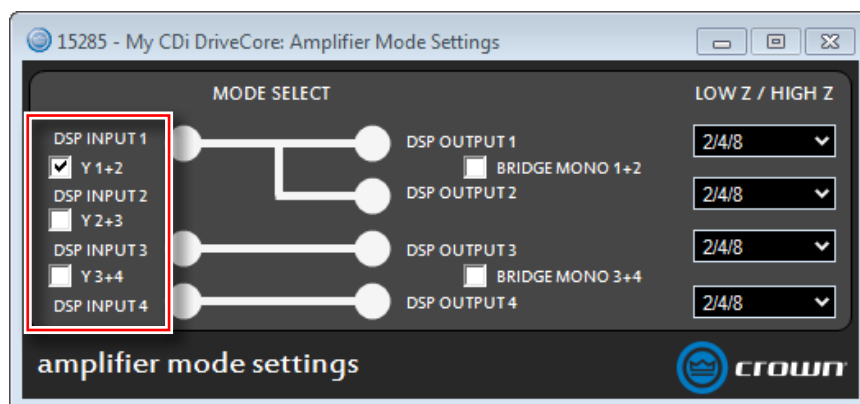 15285 - My CDi DriveCore: Amplifier Mode Settings
MODE SELECT
LOW Z / HIGH Z
DSP INPUT 1
DSP OUTPUT 1
2/4/8
Y 1+2
BRIDGE MONO 1+2
DSP INPUT 2
DSP OUTPUT 2
2/4/8
Y 2+3
DSP INPUT 3
DSP OUTPUT 3
2/4/8
Y 3+4
BRIDGE MONO 3+4
DSP INPUT 4
DSP OUTPUT 4
2/4/8
amplifier mode settings
crown